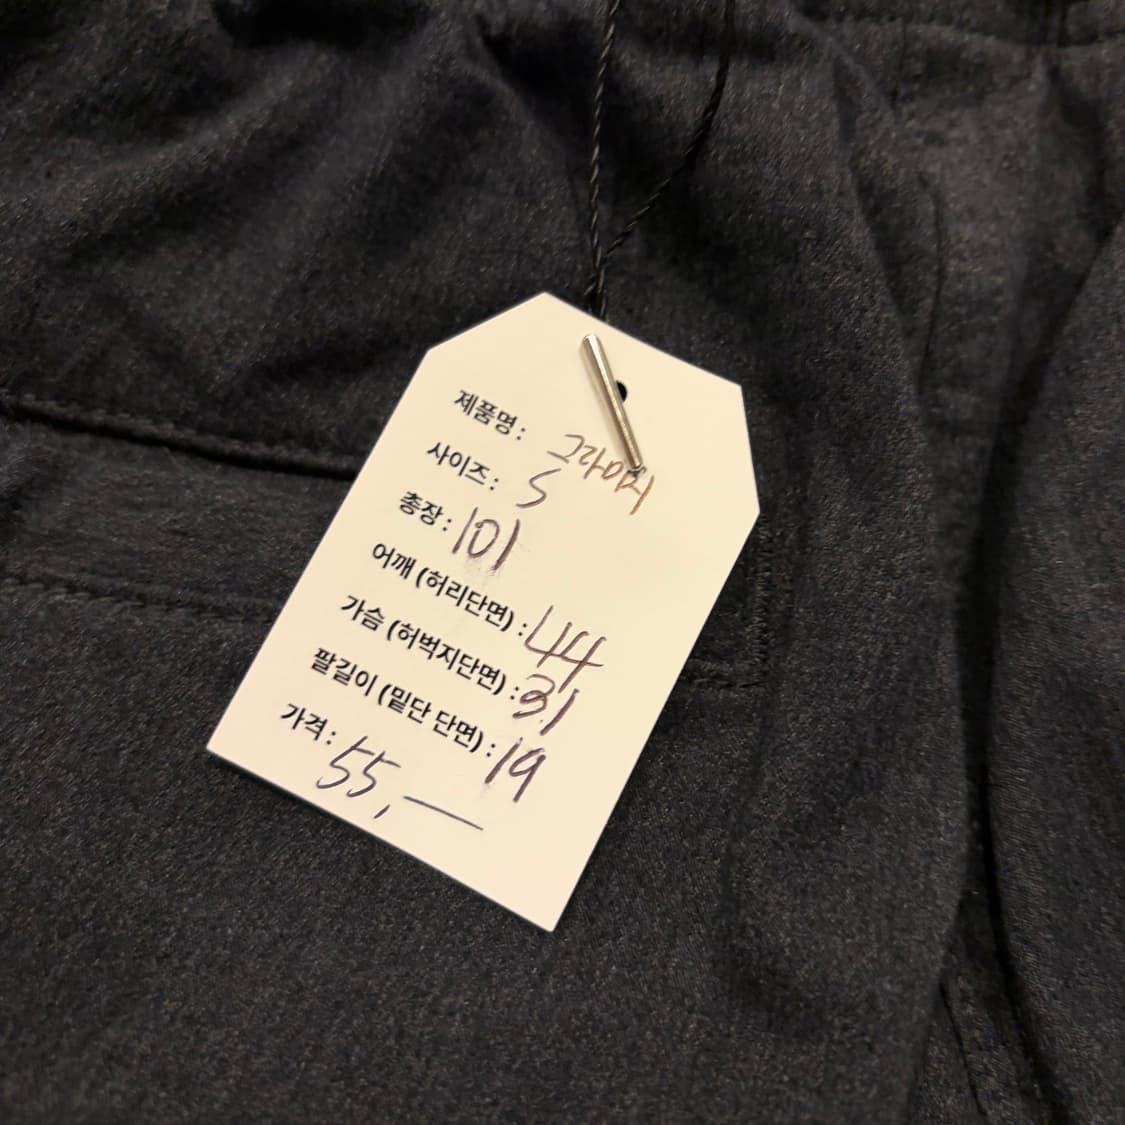 제품명: 그라미치
사이즈: S
총장: 101
어깨 (허리단면) : 44
가슴 (허벅지단면) : 31
팔길이 (밑단 단면) : 19
가격: 55,—